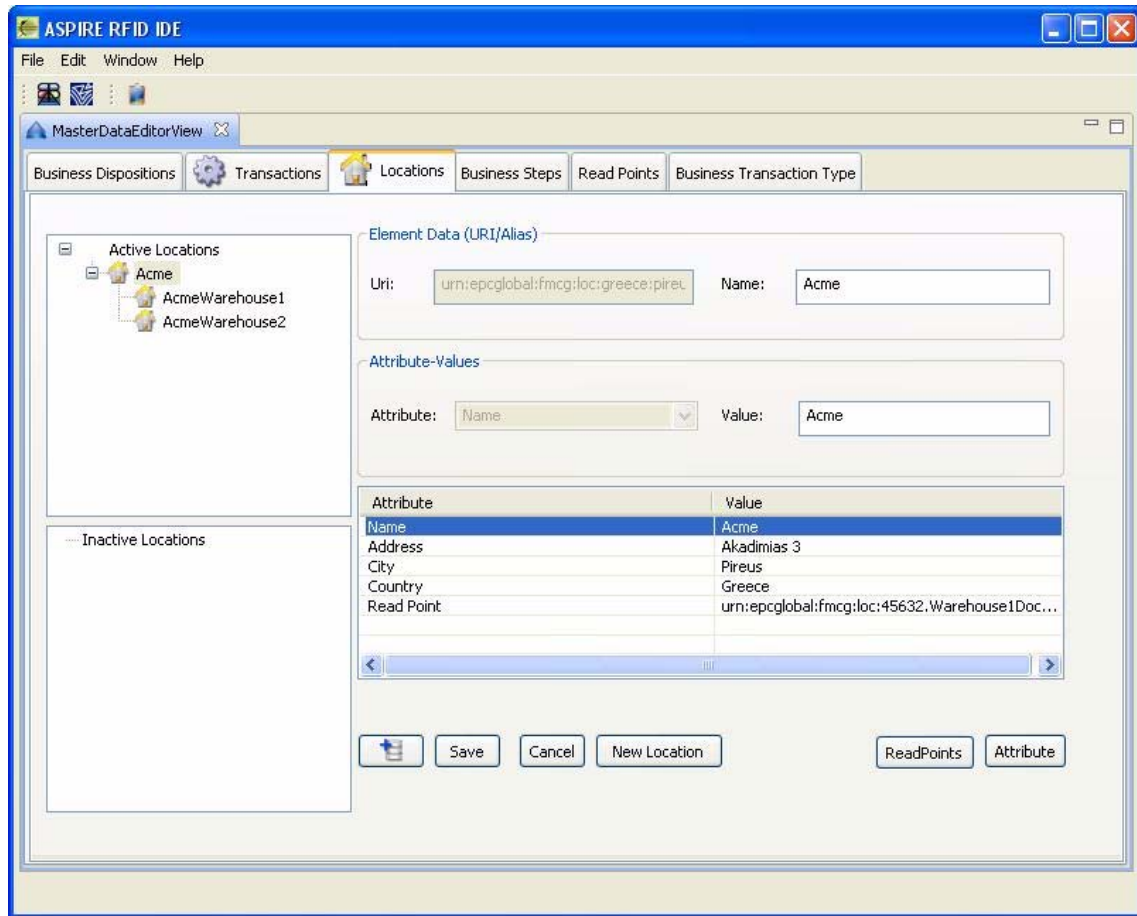 ASPIRE RFID IDE
File Edit Window Help
MasterDataEditorView
Business Dispositions Transactions Locations Business Steps Read Points Business Transaction Type
Active Locations
Acme
AcmeWarehouse1
AcmeWarehouse2
Inactive Locations
Element Data (URI/Alias)
Uri: urn:epcglobal:fmcg:loc:greece:pireu Name: Acme
Attribute-Values
Attribute: Name Value: Acme
Attribute Value
Name Acme
Address Akadimias 3
City Pireus
Country Greece
Read Point urn:epcglobal:fmcg:loc:45632.Warehouse1Doc...
Save Cancel New Location ReadPoints Attribute